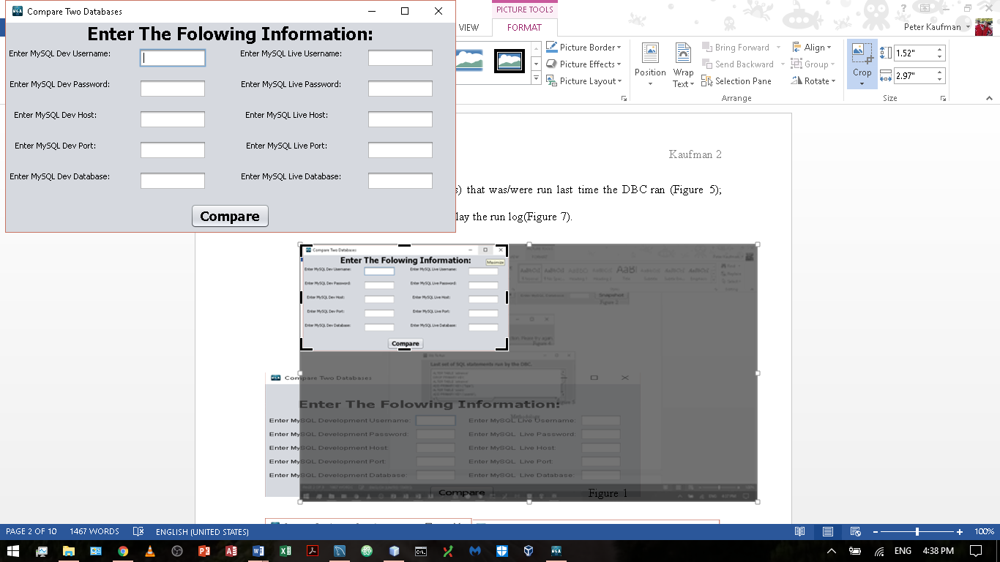 Compare Two Databases
Enter The Folowing Information:
Enter MySQL Dev Username:
Enter MySQL Live Username:
Enter MySQL Dev Password:
Enter MySQL Live Password:
Enter MySQL Dev Host:
Enter MySQL Live Host:
Enter MySQL Dev Port:
Enter MySQL Live Port:
Enter MySQL Dev Database:
Enter MySQL Live Database:
Compare
PICTURE TOOLS
VIEW FORMAT
Peter Kaufman
Picture Border
Picture Effects
Picture Layout
Position
Wrap Text
Bring Forward
Send Backward
Selection Pane
Align
Group
Rotate
Arrange
Crop
1.52"
2.97"
Size
Kaufman 2
s) that was/were run last time the DBC ran (Figure 5);
lay the run log(Figure 7).
Compare Two Databases
Enter The Folowing Information:
Maximize
Enter MySQL Dev Username: Enter MySQL Live Username:
Enter MySQL Dev Password: Enter MySQL Live Password:
Enter MySQL Dev Host: Enter MySQL Live Host:
Enter MySQL Dev Port: Enter MySQL Live Port:
Enter MySQL Dev Database: Enter MySQL Live Database:
Compare
Last set of SQL statements run by the DBC.
Compare Two Databases
Enter The Folowing Information:
Enter MySQL Development Username: Enter MySQL Live Username:
Enter MySQL Development Password: Enter MySQL Live Password:
Enter MySQL Development Host: Enter MySQL Live Host:
Enter MySQL Development Port: Enter MySQL Live Port:
Enter MySQL Development Database: Enter MySQL Live Database:
Compare
Figure 1
PAGE 2 OF 10 1467 WORDS ENGLISH (UNITED STATES) 100%
ENG 4:38 PM